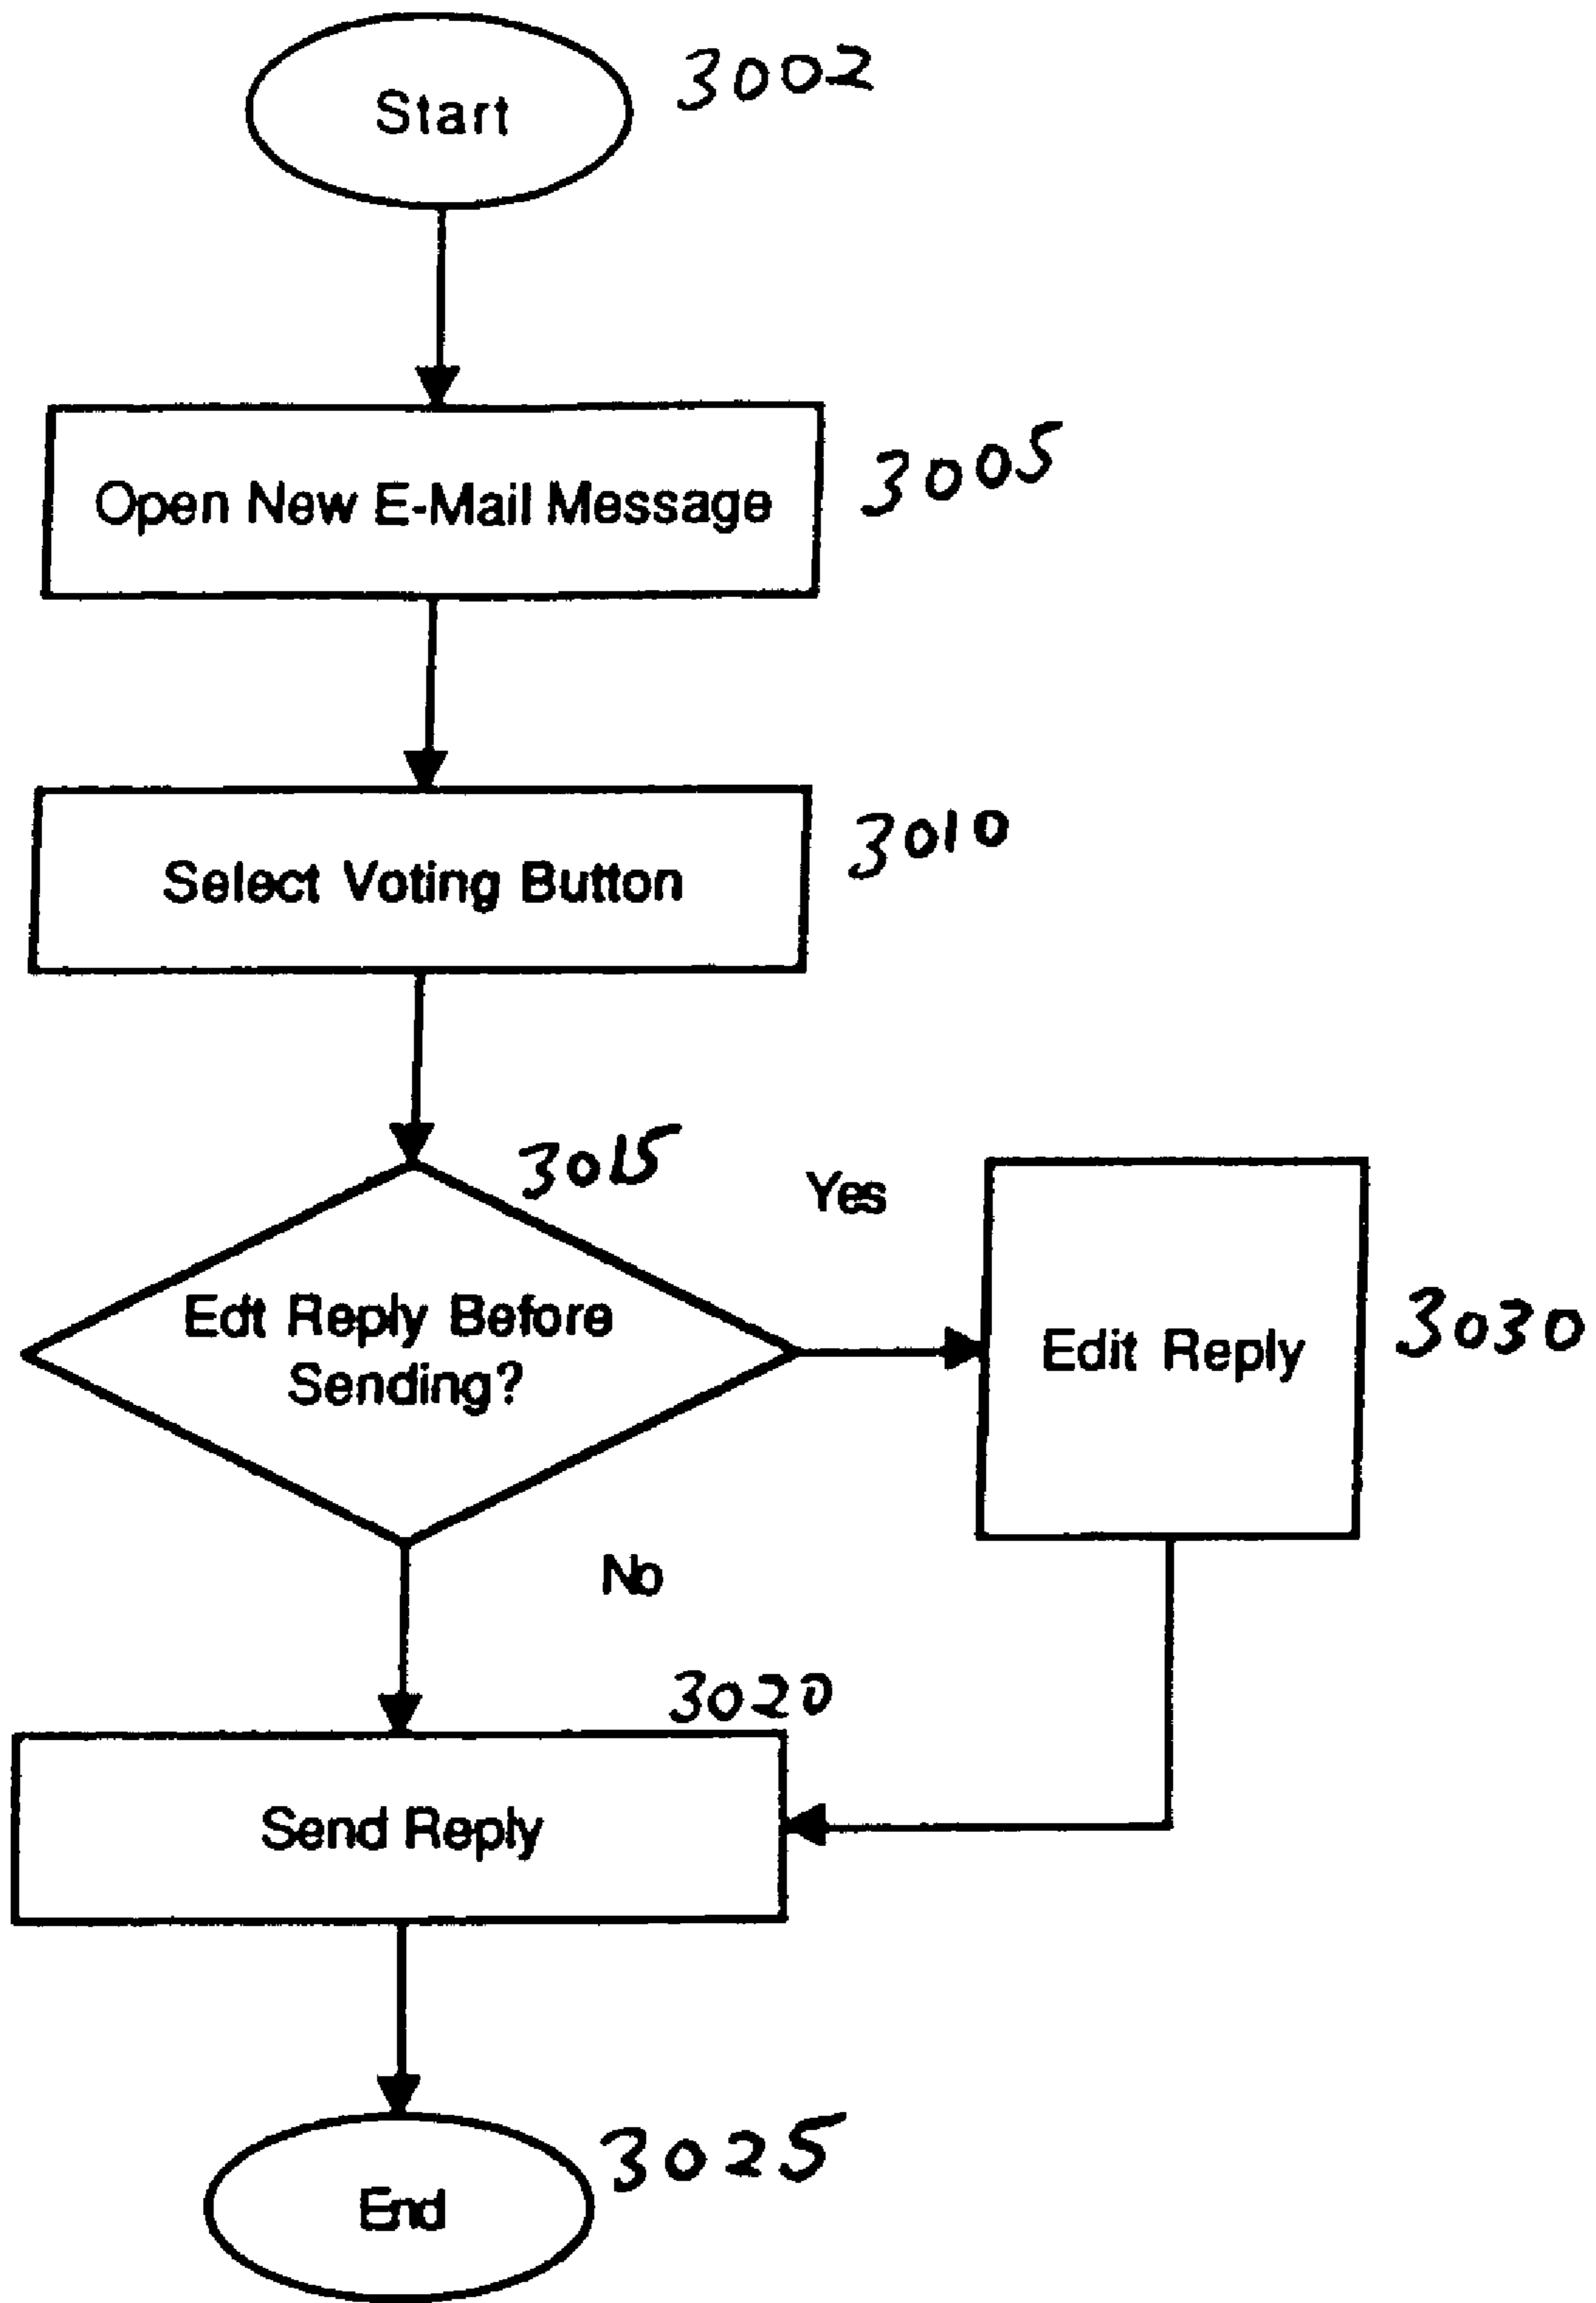 Start
3002
Open New E-Mail Message
3005
Select Voting Button
3010
3015
Yes
Edt Reply Before
Sending?
Edit Reply
3030
No
3020
Send Reply
End
3025